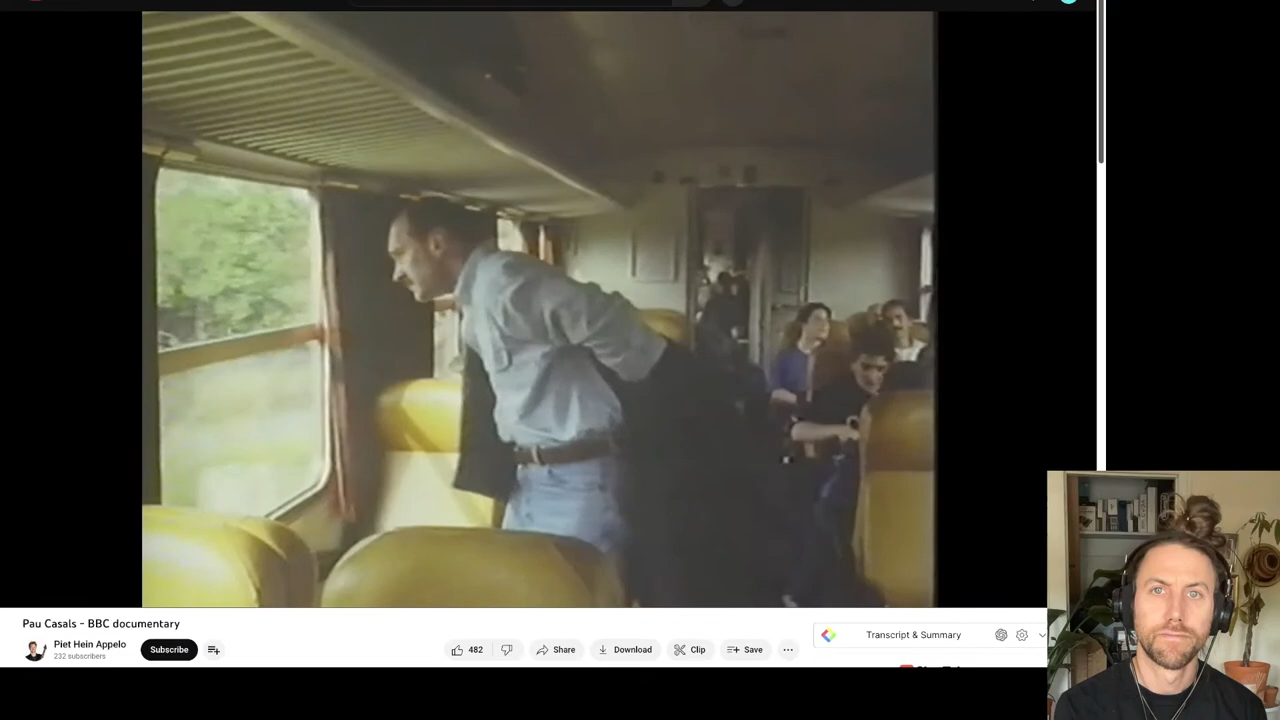 Pau Casals - BBC documentary
Piet Hein Appelo
232 subscribers
Subscribe
482
Share
Download
Clip
Save
Transcript & Summary